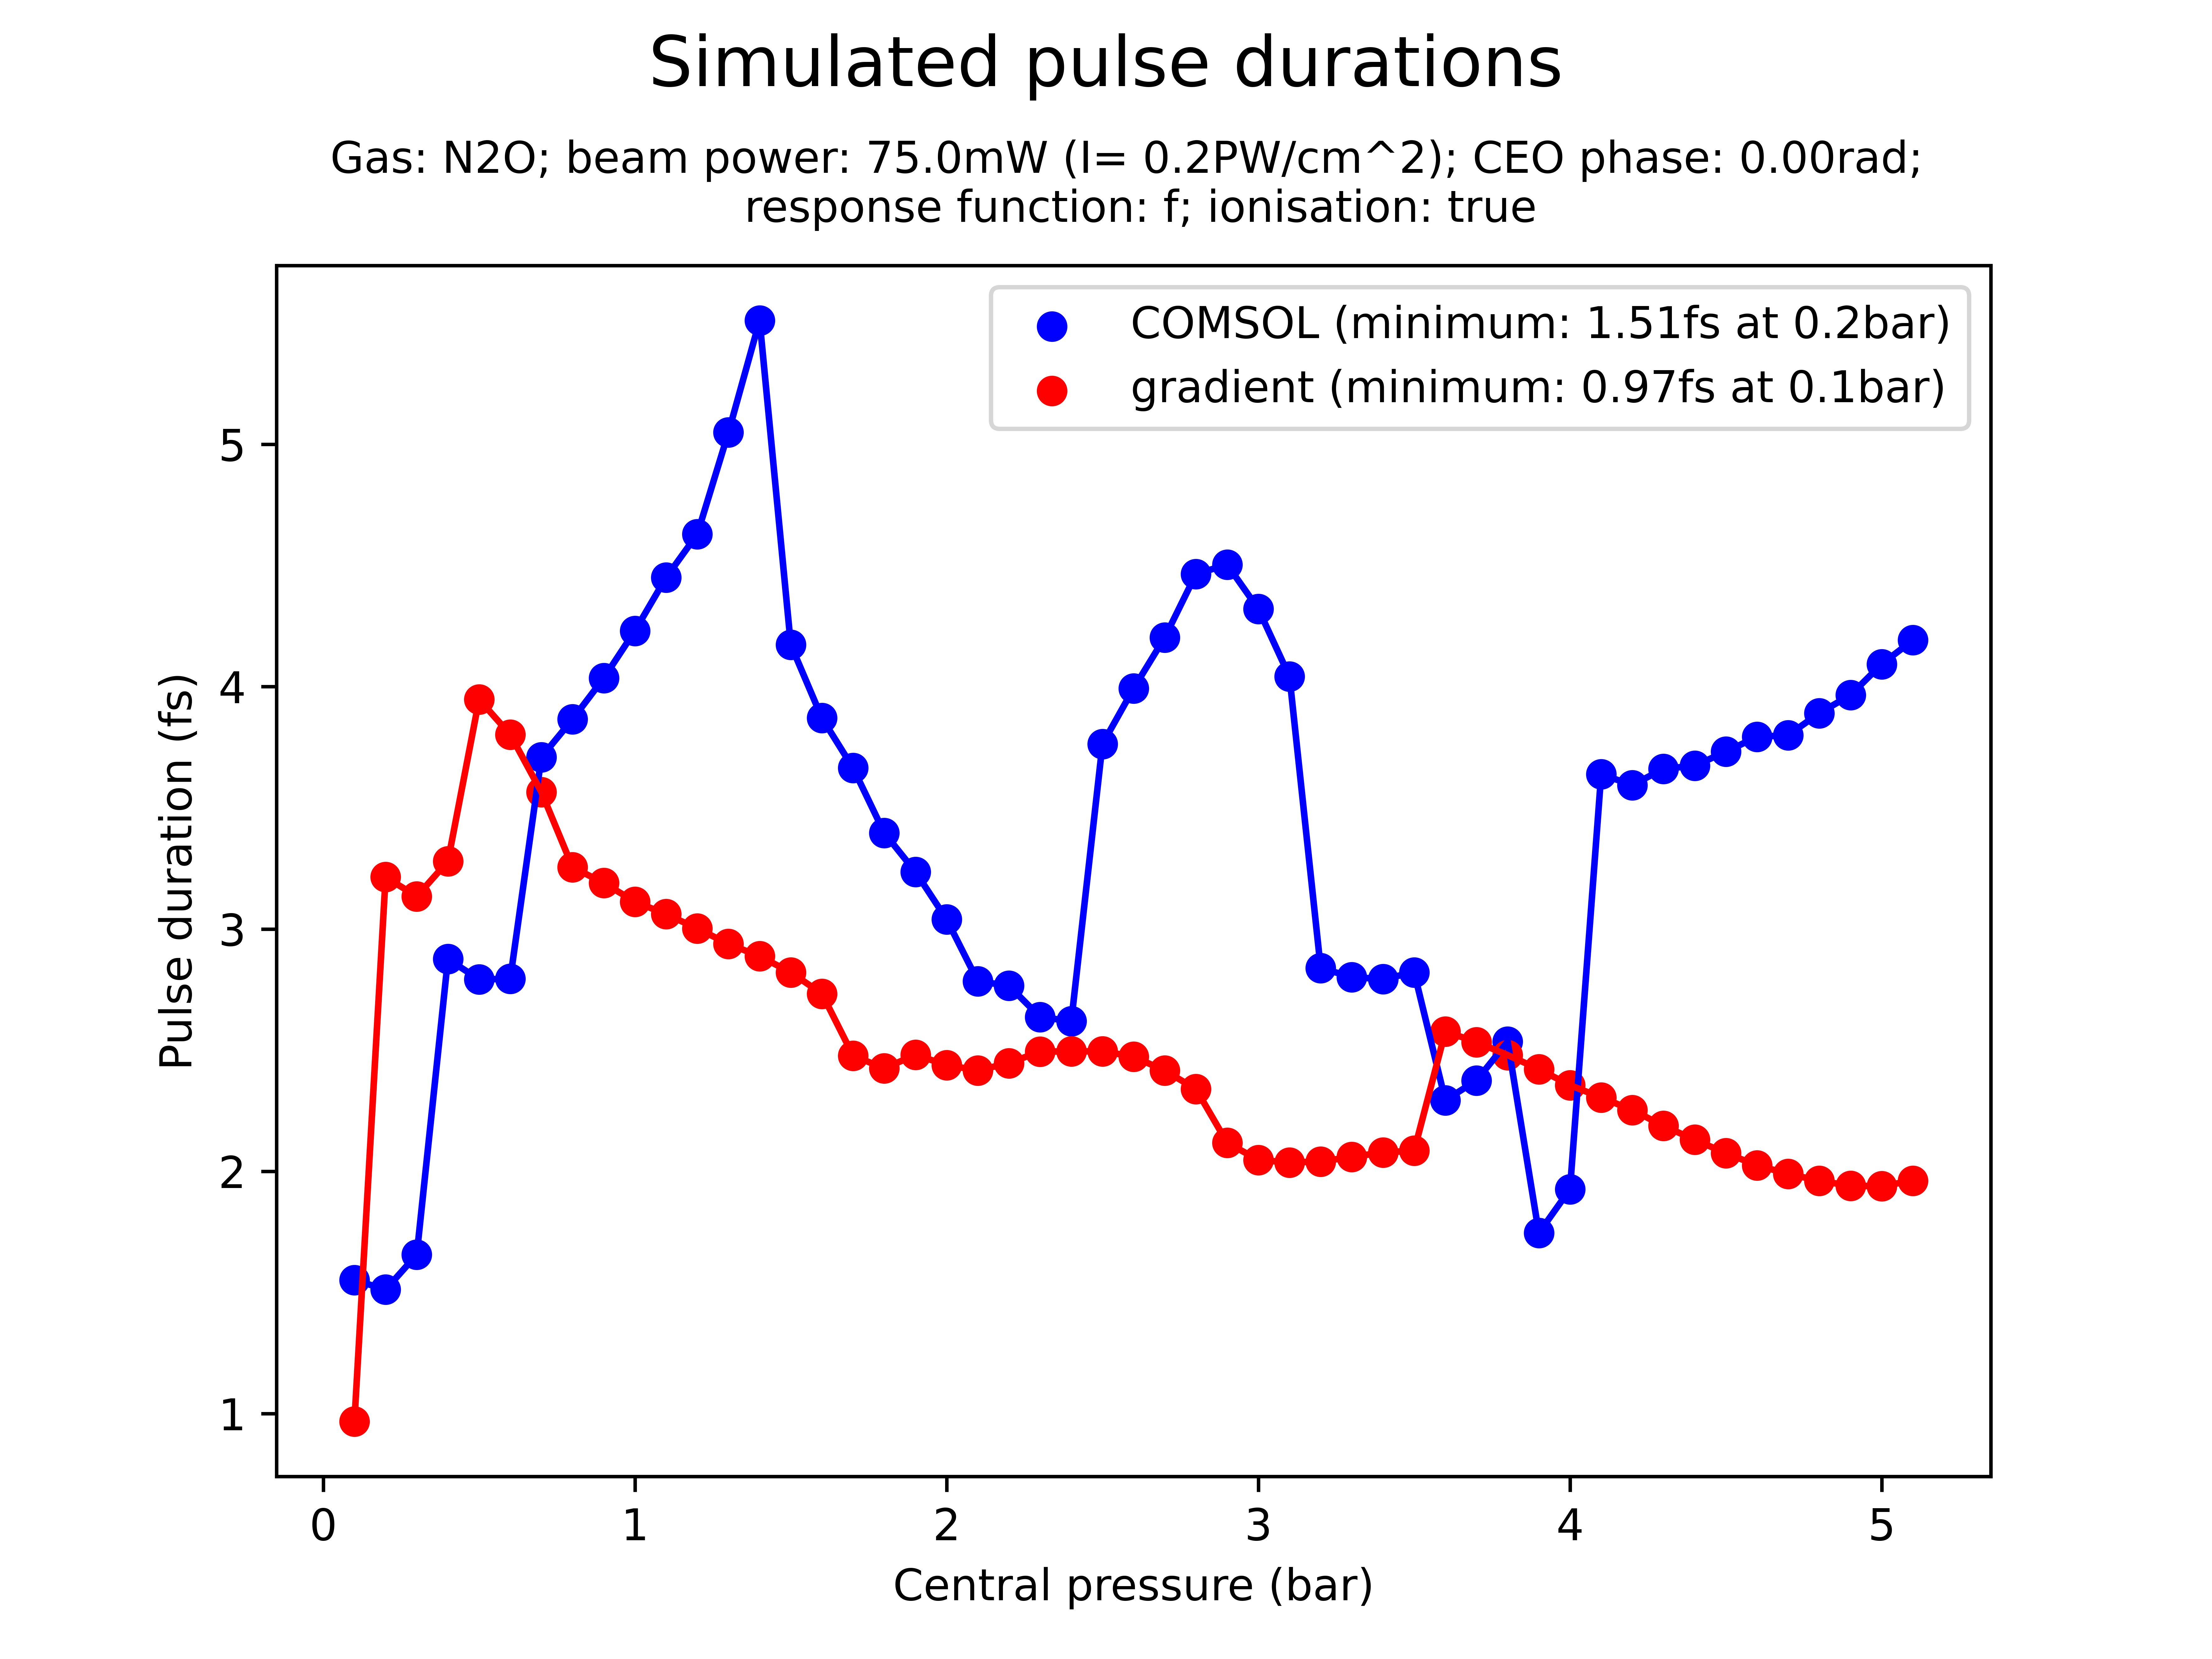 Simulated pulse durations
Gas: N2O; beam power: 75.0mW (I= 0.2PW/cm^2); CEO phase: 0.00rad;
response function: f; ionisation: true
COMSOL (minimum: 1.51fs at 0.2bar)
gradient (minimum: 0.97fs at 0.1bar)
Pulse duration (fs)
5
4
3
2
1
0 1 2 3 4 5
Central pressure (bar)